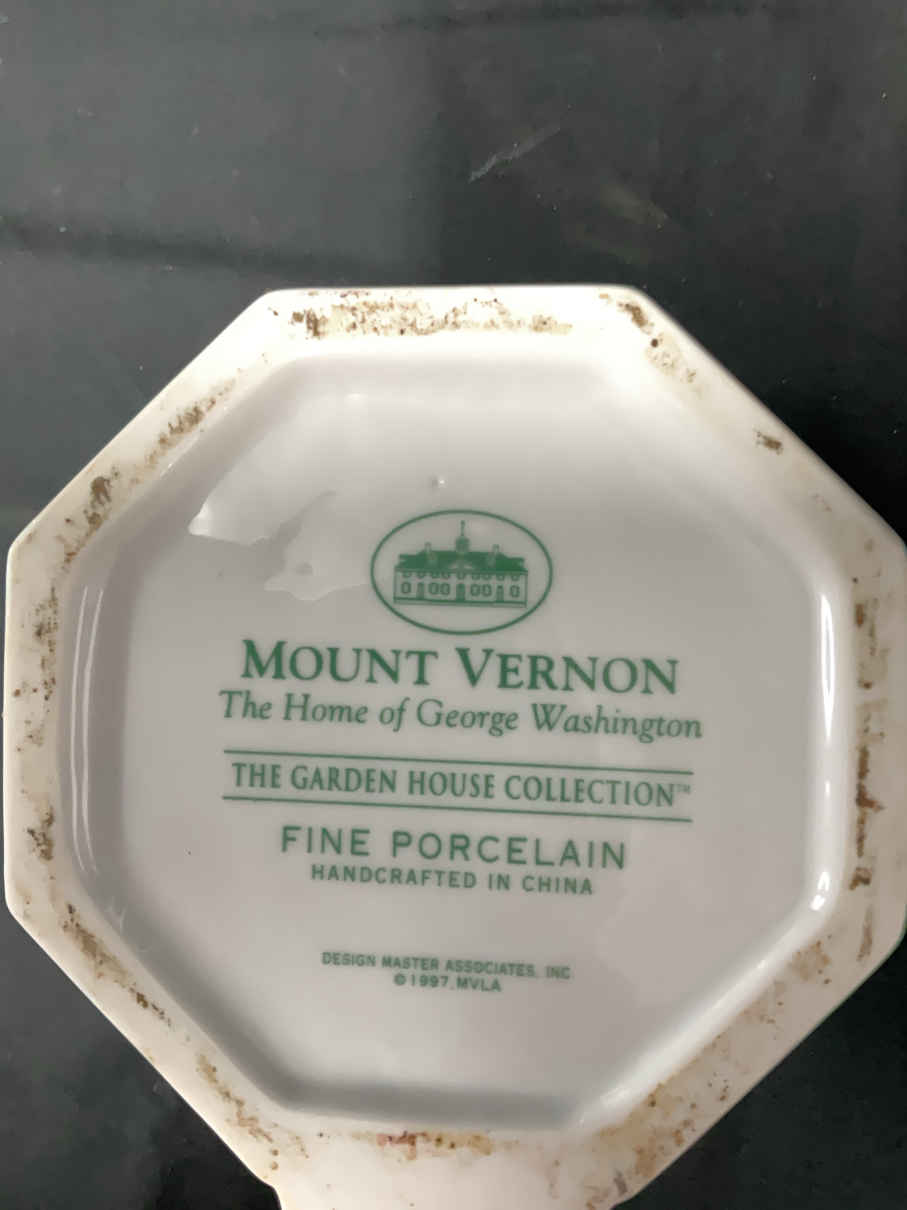 MOUNT VERNON
The Home of George Washington
THE GARDEN HOUSE COLLECTION™
FINE PORCELAIN
HANDCRAFTED IN CHINA
DESIGN MASTER ASSOCIATES, INC
©1997, MVLA